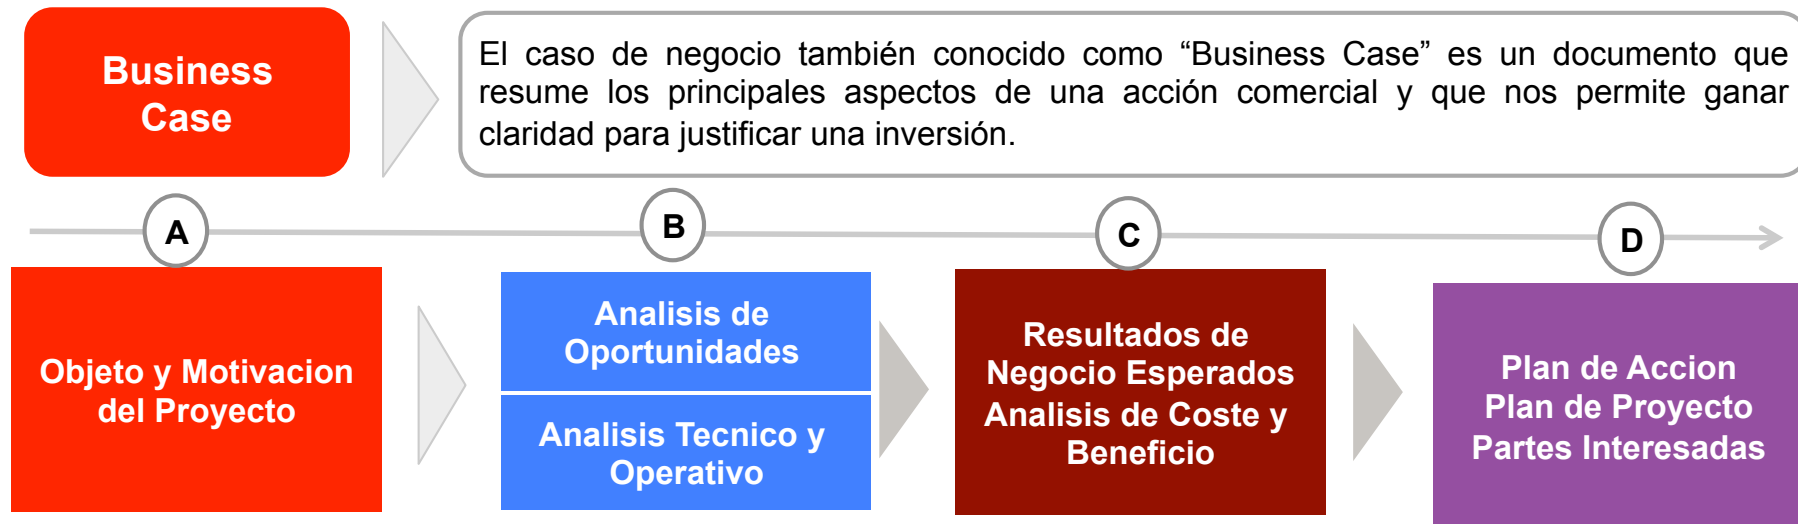 Business
Case
El caso de negocio también conocido como “Business Case” es un documento que
resume los principales aspectos de una acción comercial y que nos permite ganar
claridad para justificar una inversión.
A
B
C
D
Objeto y Motivacion
del Proyecto
Analisis de
Oportunidades
Analisis Tecnico y
Operativo
Resultados de
Negocio Esperados
Analisis de Coste y
Beneficio
Plan de Accion
Plan de Proyecto
Partes Interesadas